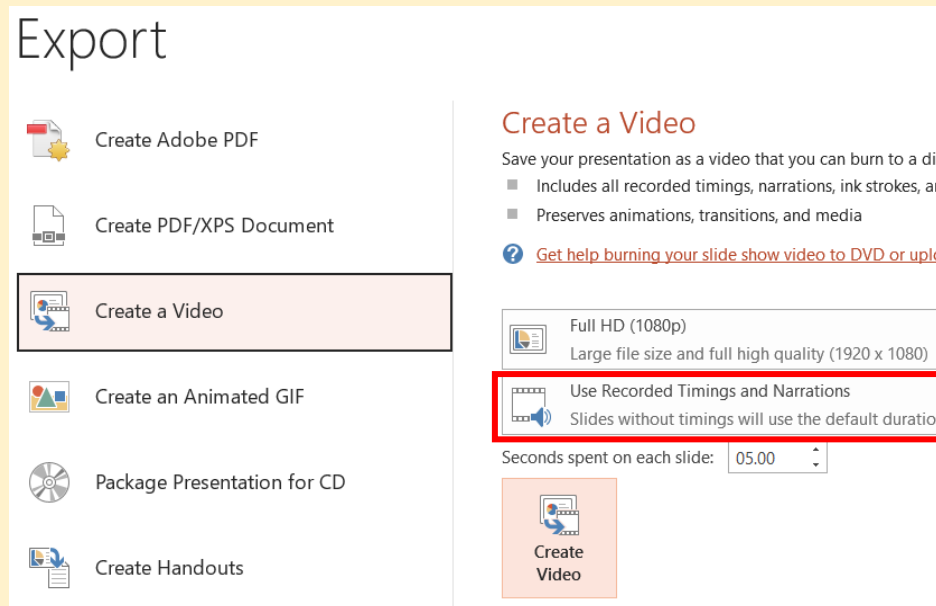 Export
Create Adobe PDF
Create PDF/XPS Document
Create a Video
Create an Animated GIF
Package Presentation for CD
Create Handouts
Create a Video
Save your presentation as a video that you can burn to a di
Includes all recorded timings, narrations, ink strokes, a
Preserves animations, transitions, and media
Get help burning your slide show video to DVD or uplo
Full HD (1080p)
Large file size and full high quality (1920 x 1080)
Use Recorded Timings and Narrations
Slides without timings will use the default duratio
Seconds spent on each slide: 05.00
Create
Video